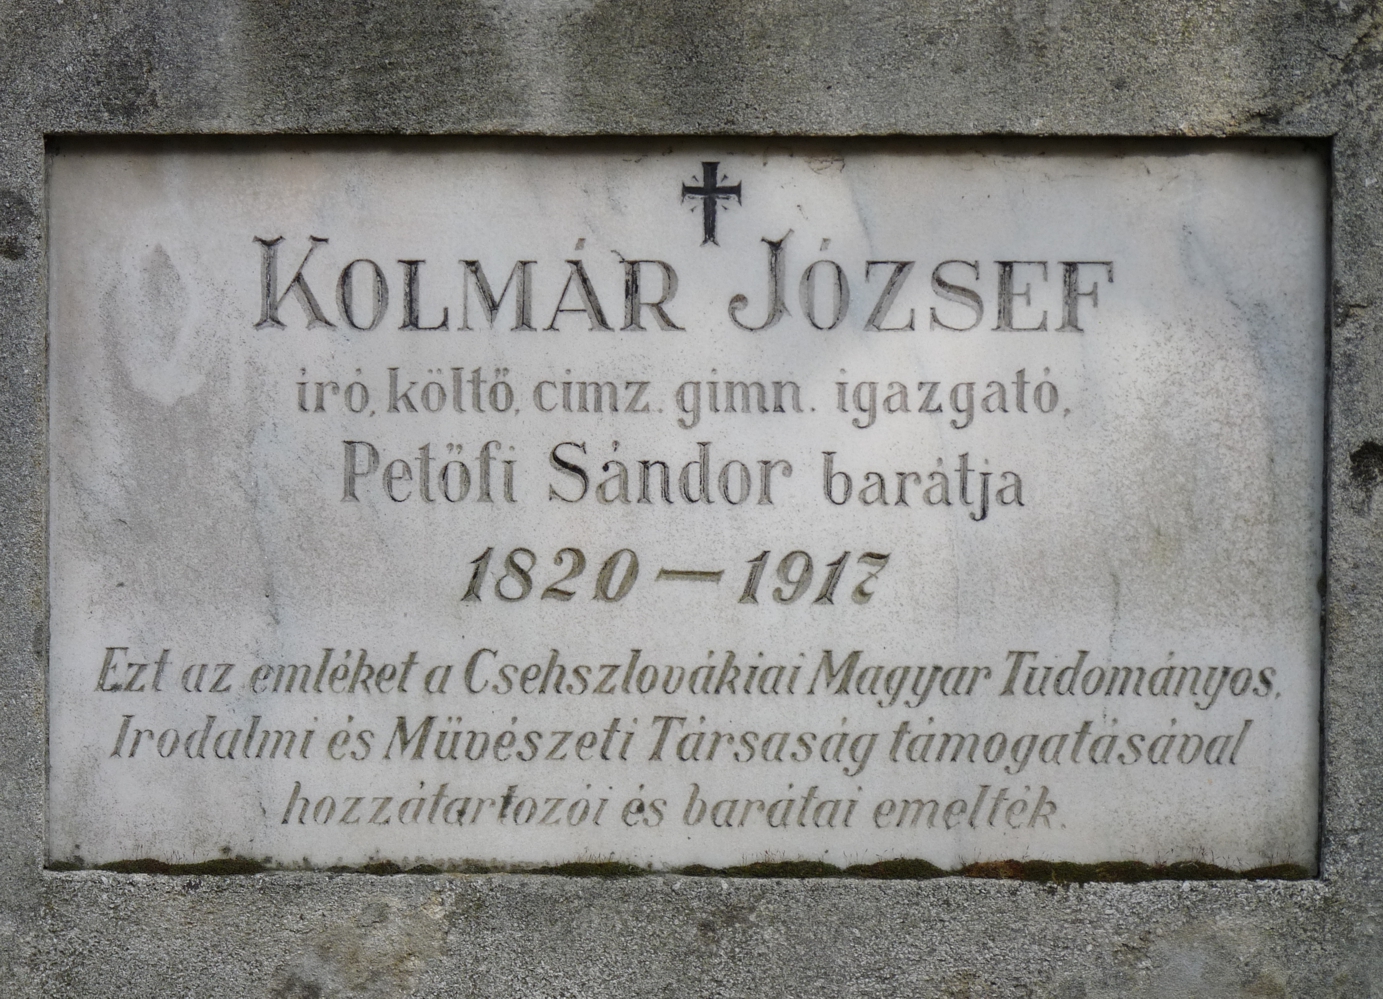 KOLMÁR JÓZSEF
író, költő, cimz. gimn. igazgató,
Petőfi Sándor barátja
1820 – 1917
Ezt az emléket a Csehszlovákiai Magyar Tudományos,
Irodalmi és Müvészeti Társaság támogatásával
hozzátartozói és barátai emelték.